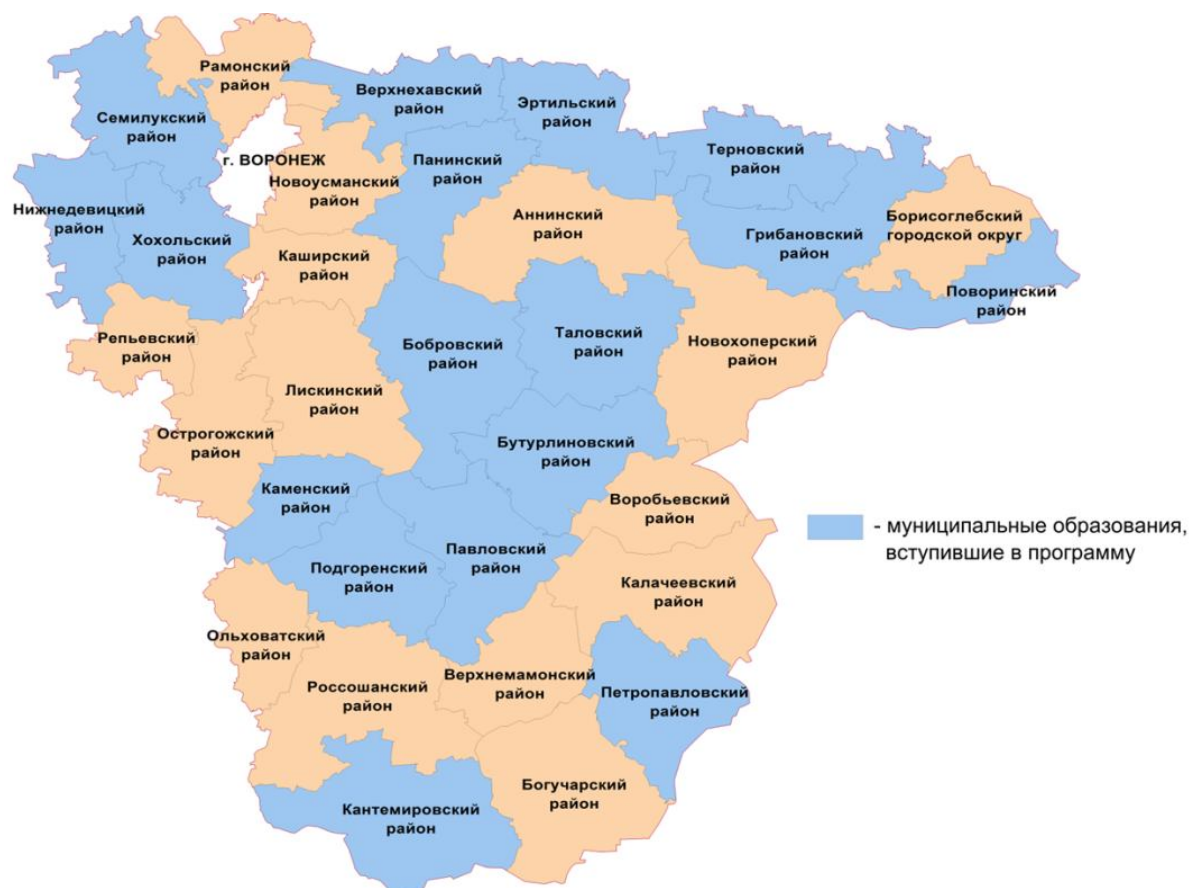 Рамонский
район
Верхнехавский
район
Эртильский
район
Семилукский
район
Терновский
район
г. ВОРОНЕЖ
Панинский
район
Новоусманский
район
Нижнедевицкий
район
Аннинский
район
Борисоглебский
городской округ
Хохольский
район
Грибановский
район
Каширский
район
Поворинский
район
Репьевский
район
Бобровский
район
Таловский
район
Новохоперский
район
Лискинский
район
Острогожский
район
Бутурлиновский
район
Каменский
район
Воробьевский
район
- муниципальные образования,
вступившие в программу
Павловский
район
Подгоренский
район
Калачеевский
район
Ольховатский
район
Верхнемамонский
район
Россошанский
район
Петропавловский
район
Богучарский
район
Кантемировский
район